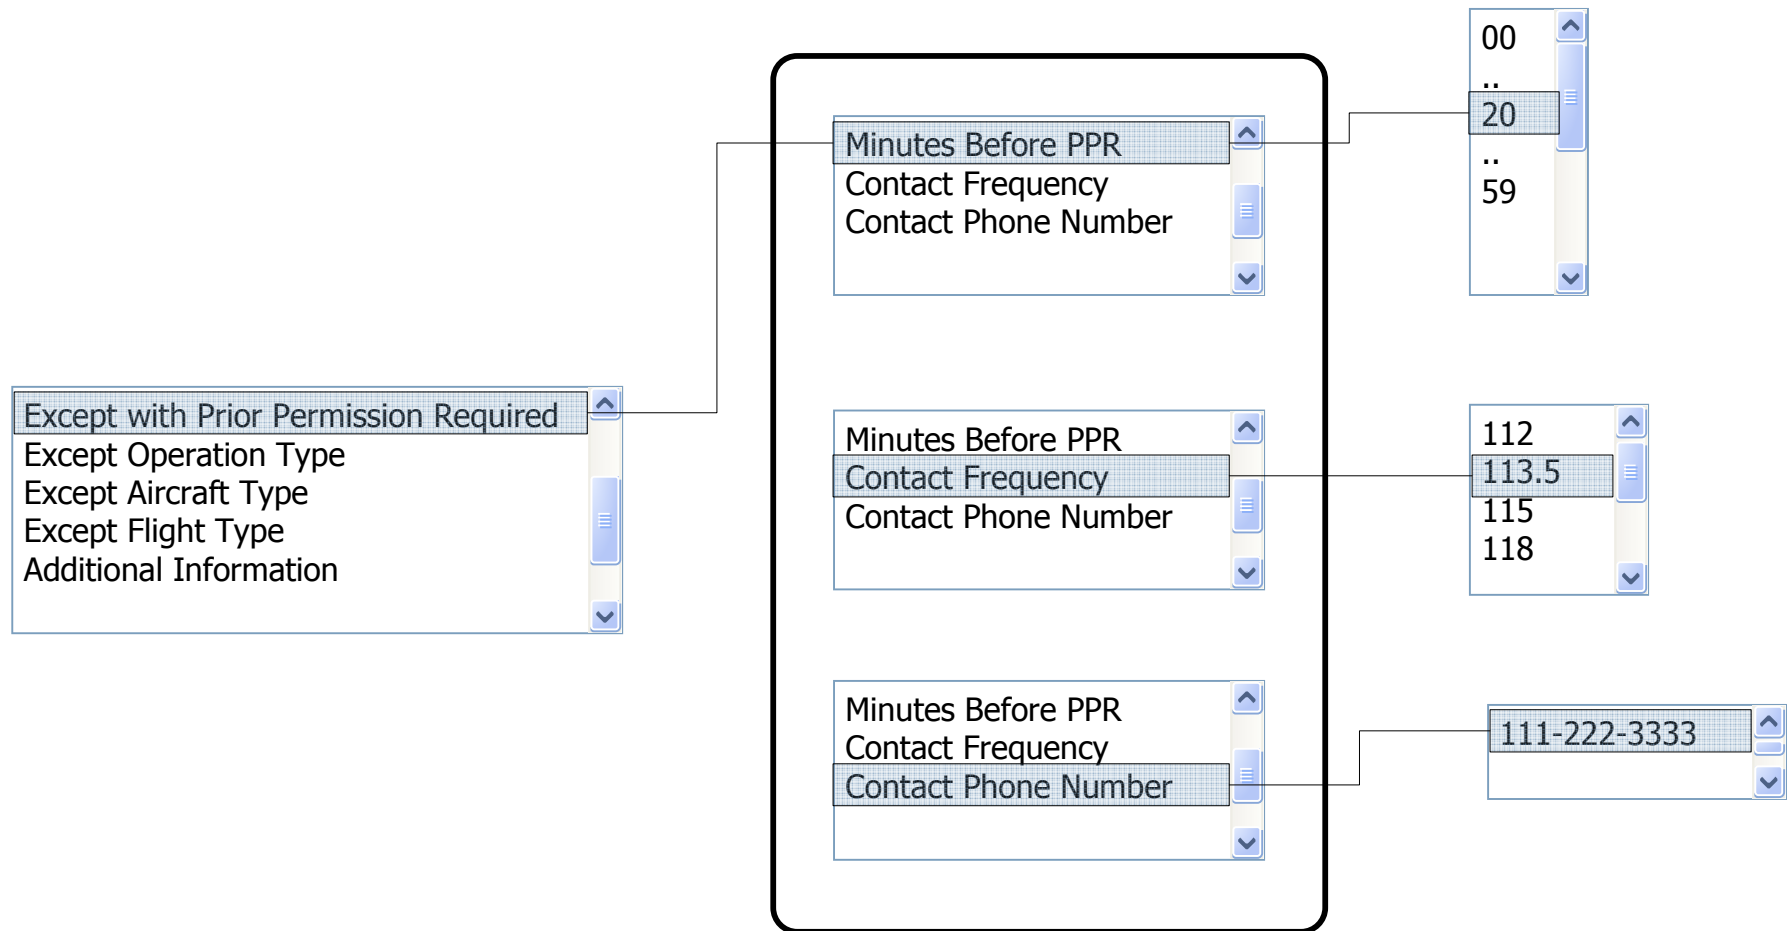 Except with Prior Permission Required
Except Operation Type
Except Aircraft Type
Except Flight Type
Additional Information
Minutes Before PPR
Contact Frequency
Contact Phone Number
00
..
20
..
59
Minutes Before PPR
Contact Frequency
Contact Phone Number
112
113.5
115
118
Minutes Before PPR
Contact Frequency
Contact Phone Number
111-222-3333